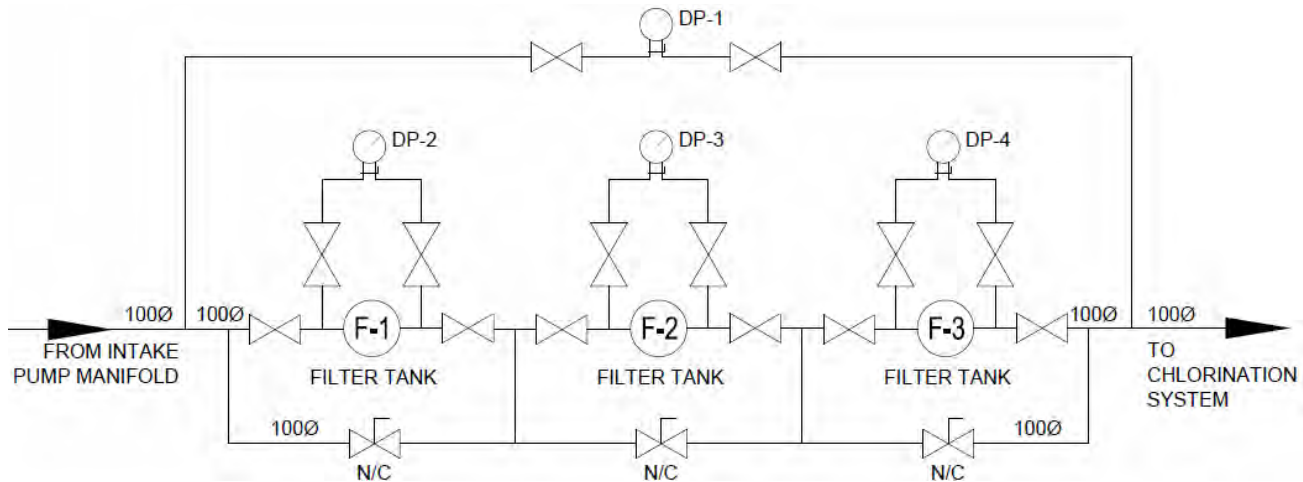 DP-1
DP-2
DP-3
DP-4
100Ø
100Ø
100Ø
100Ø
F-1
F-2
F-3
FROM INTAKE
PUMP MANIFOLD
FILTER TANK
FILTER TANK
FILTER TANK
TO
CHLORINATION
SYSTEM
100Ø
100Ø
N/C
N/C
N/C